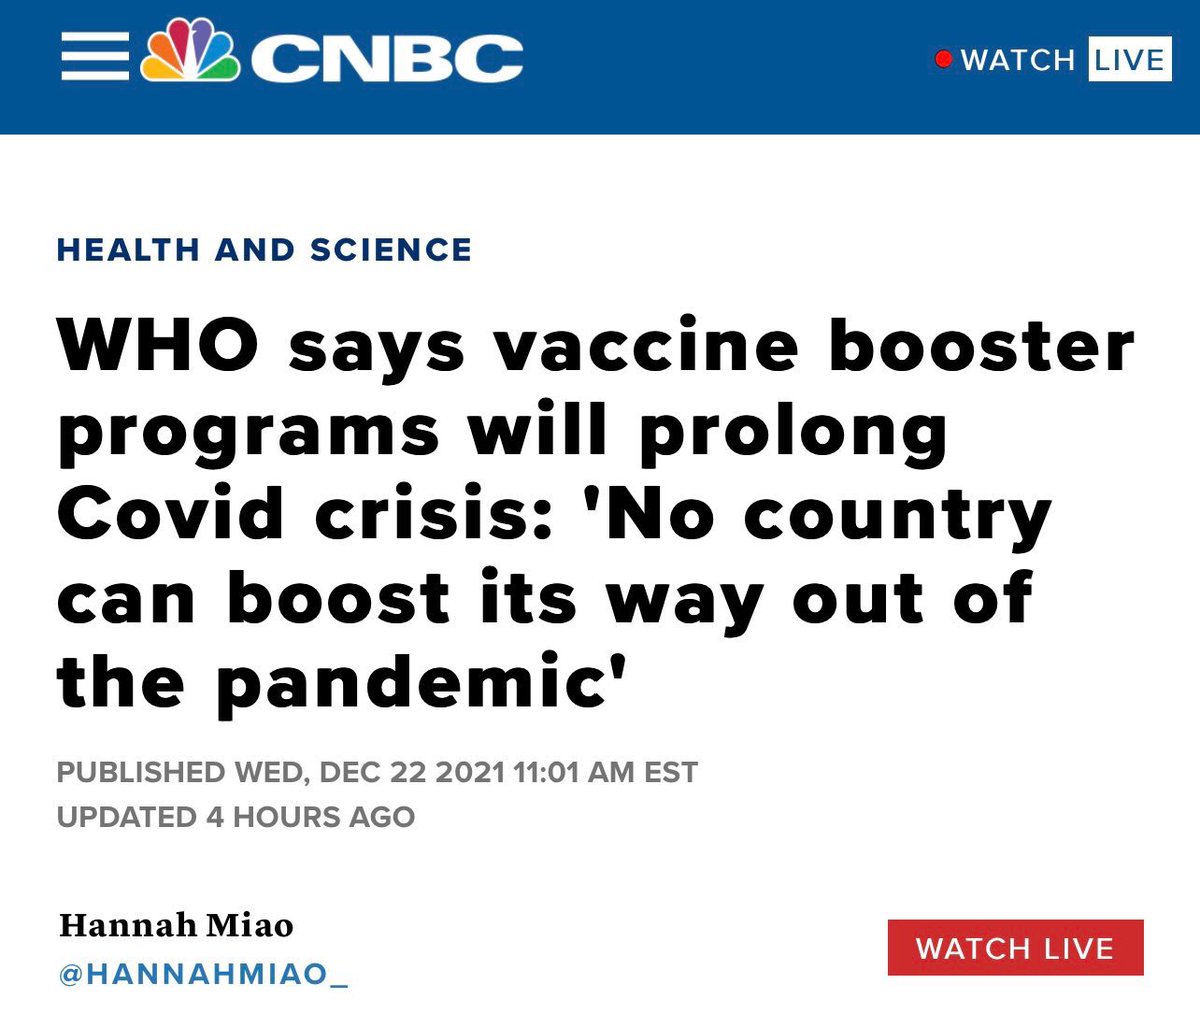 CNBC
WATCH LIVE
HEALTH AND SCIENCE
WHO says vaccine booster
programs will prolong
Covid crisis: 'No country
can boost its way out of
the pandemic'
PUBLISHED WED, DEC 22 2021 11:01 AM EST
UPDATED 4 HOURS AGO
Hannah Miao
@HANNAHMIAO_
WATCH LIVE